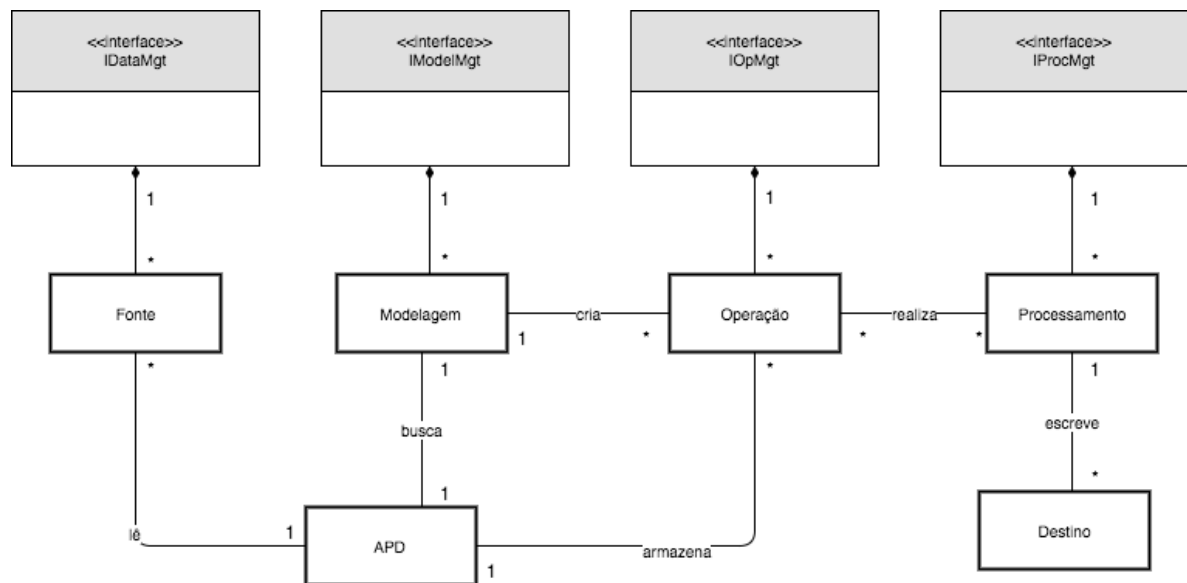 <<interface>>
IDataMgt
<<interface>>
IModelMgt
<<interface>>
IOpMgt
<<interface>>
IProcMgt
1
1
1
1
*
*
*
*
Fonte
Modelagem
cria
Operação
realiza
Processamento
1
*
*
*
*
1
*
1
busca
escreve
1
*
lê
1
APD
armazena
1
Destino